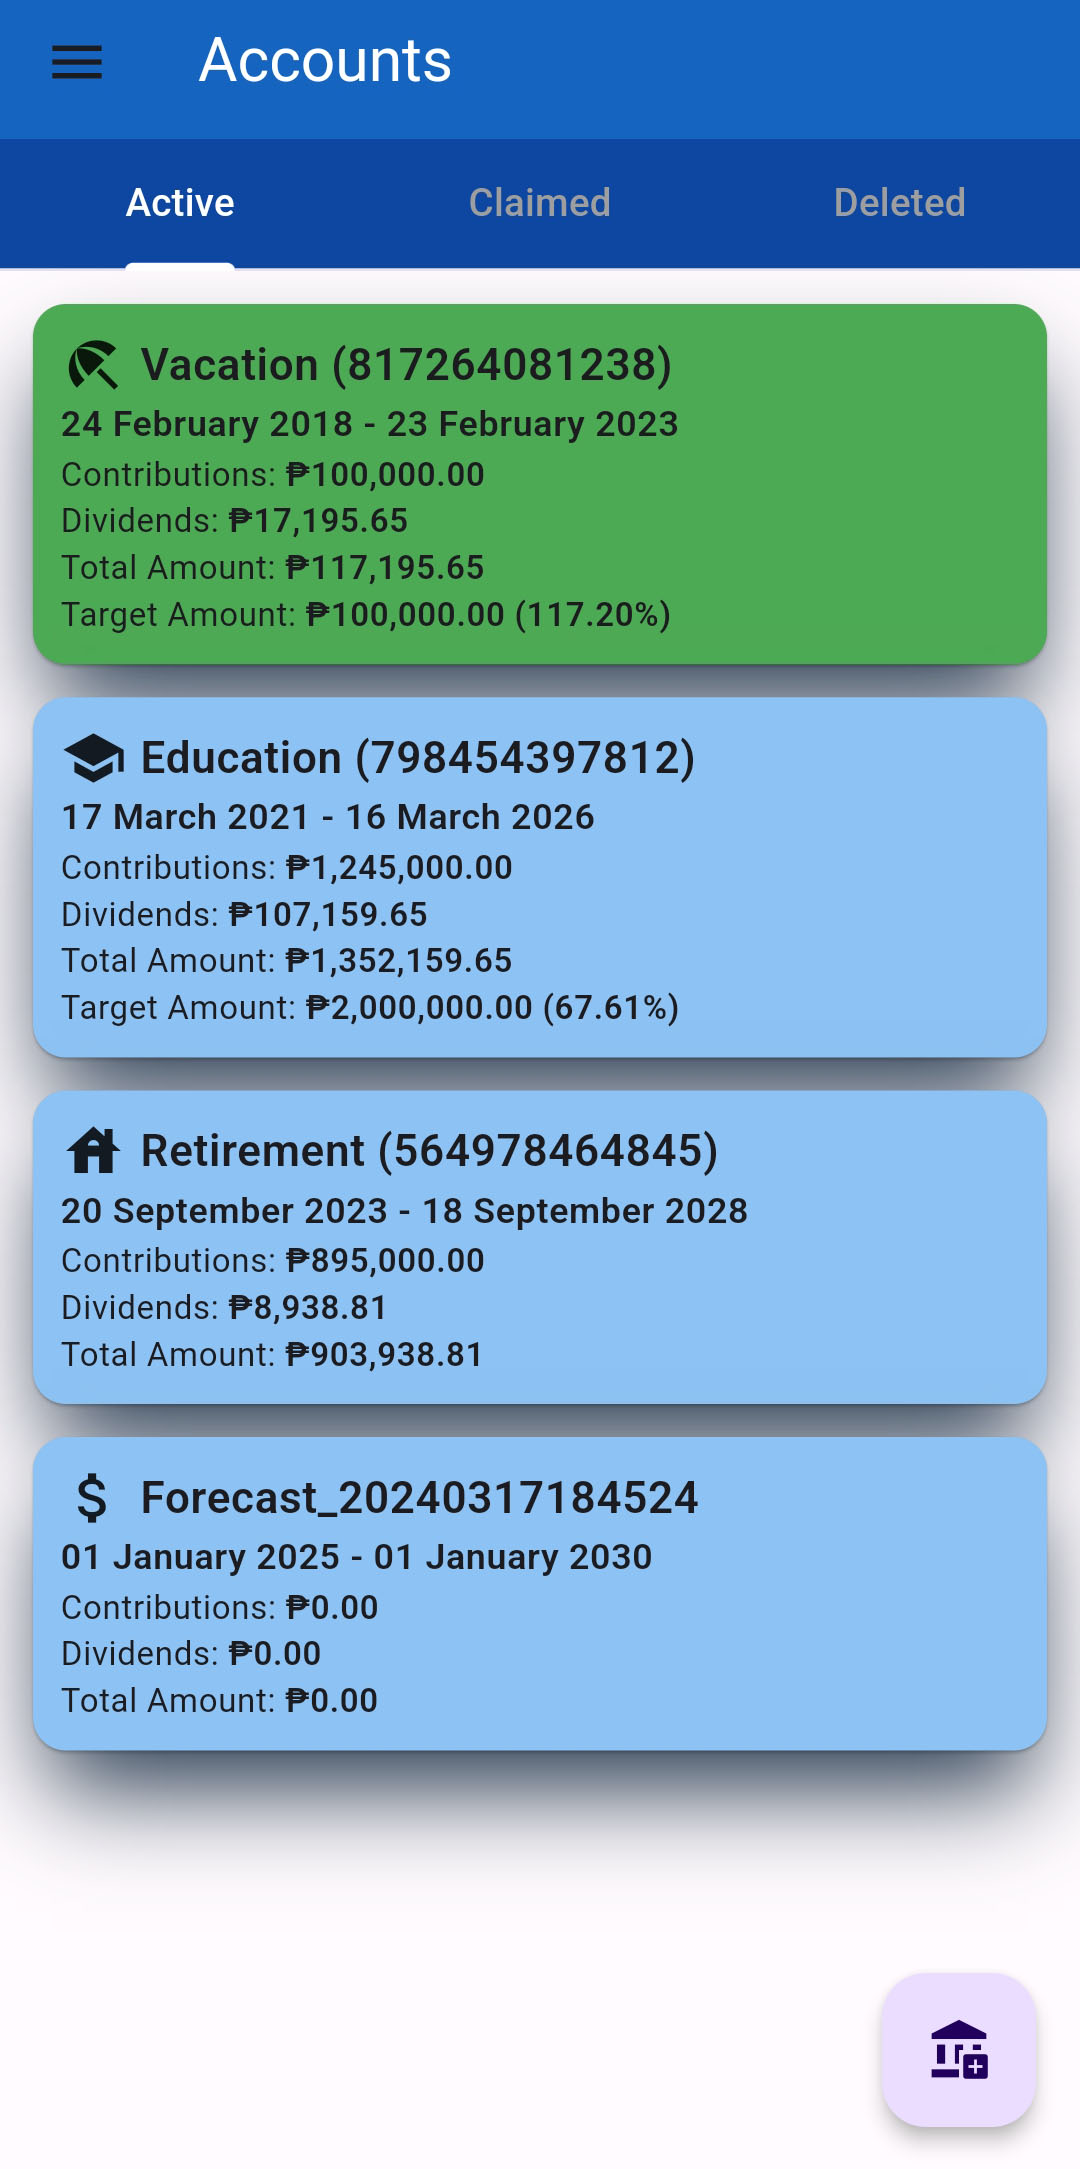 Accounts
Active
Claimed
Deleted
Vacation (817264081238)
24 February 2018 - 23 February 2023
Contributions: ₱100,000.00
Dividends: ₱17,195.65
Total Amount: ₱117,195.65
Target Amount: ₱100,000.00 (117.20%)
Education (798454397812)
17 March 2021 - 16 March 2026
Contributions: ₱1,245,000.00
Dividends: ₱107,159.65
Total Amount: ₱1,352,159.65
Target Amount: ₱2,000,000.00 (67.61%)
Retirement (564978464845)
20 September 2023 - 18 September 2028
Contributions: ₱895,000.00
Dividends: ₱8,938.81
Total Amount: ₱903,938.81
Forecast_20240317184524
01 January 2025 - 01 January 2030
Contributions: ₱0.00
Dividends: ₱0.00
Total Amount: ₱0.00